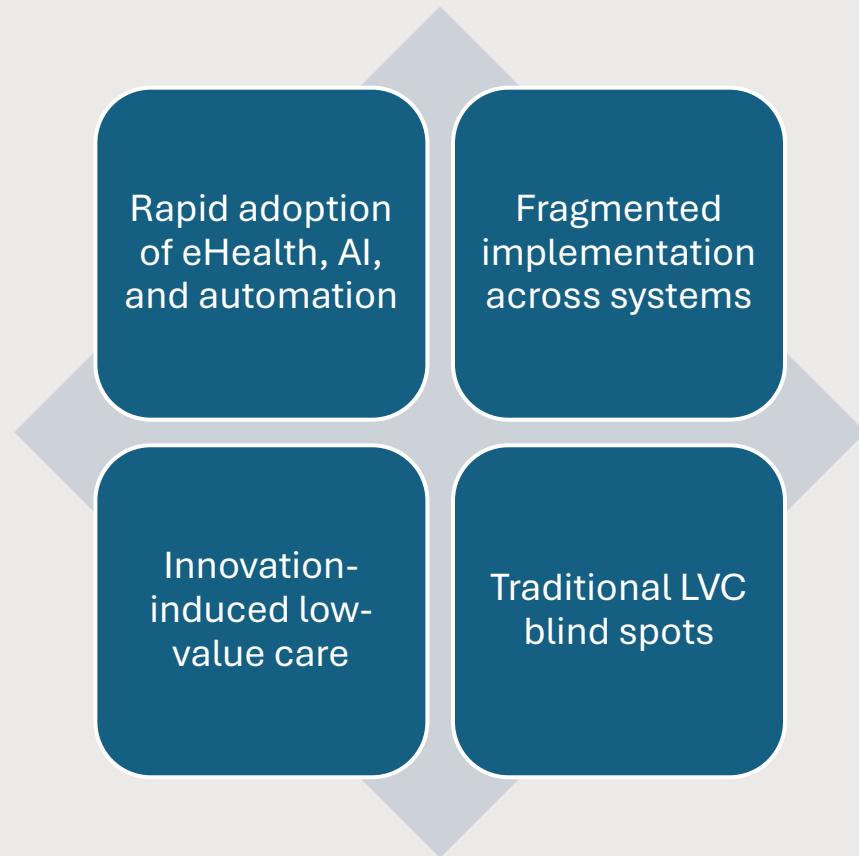 Rapid adoption
of eHealth, AI,
and automation
Fragmented
implementation
across systems
Innovation-
induced low-
value care
Traditional LVC
blind spots